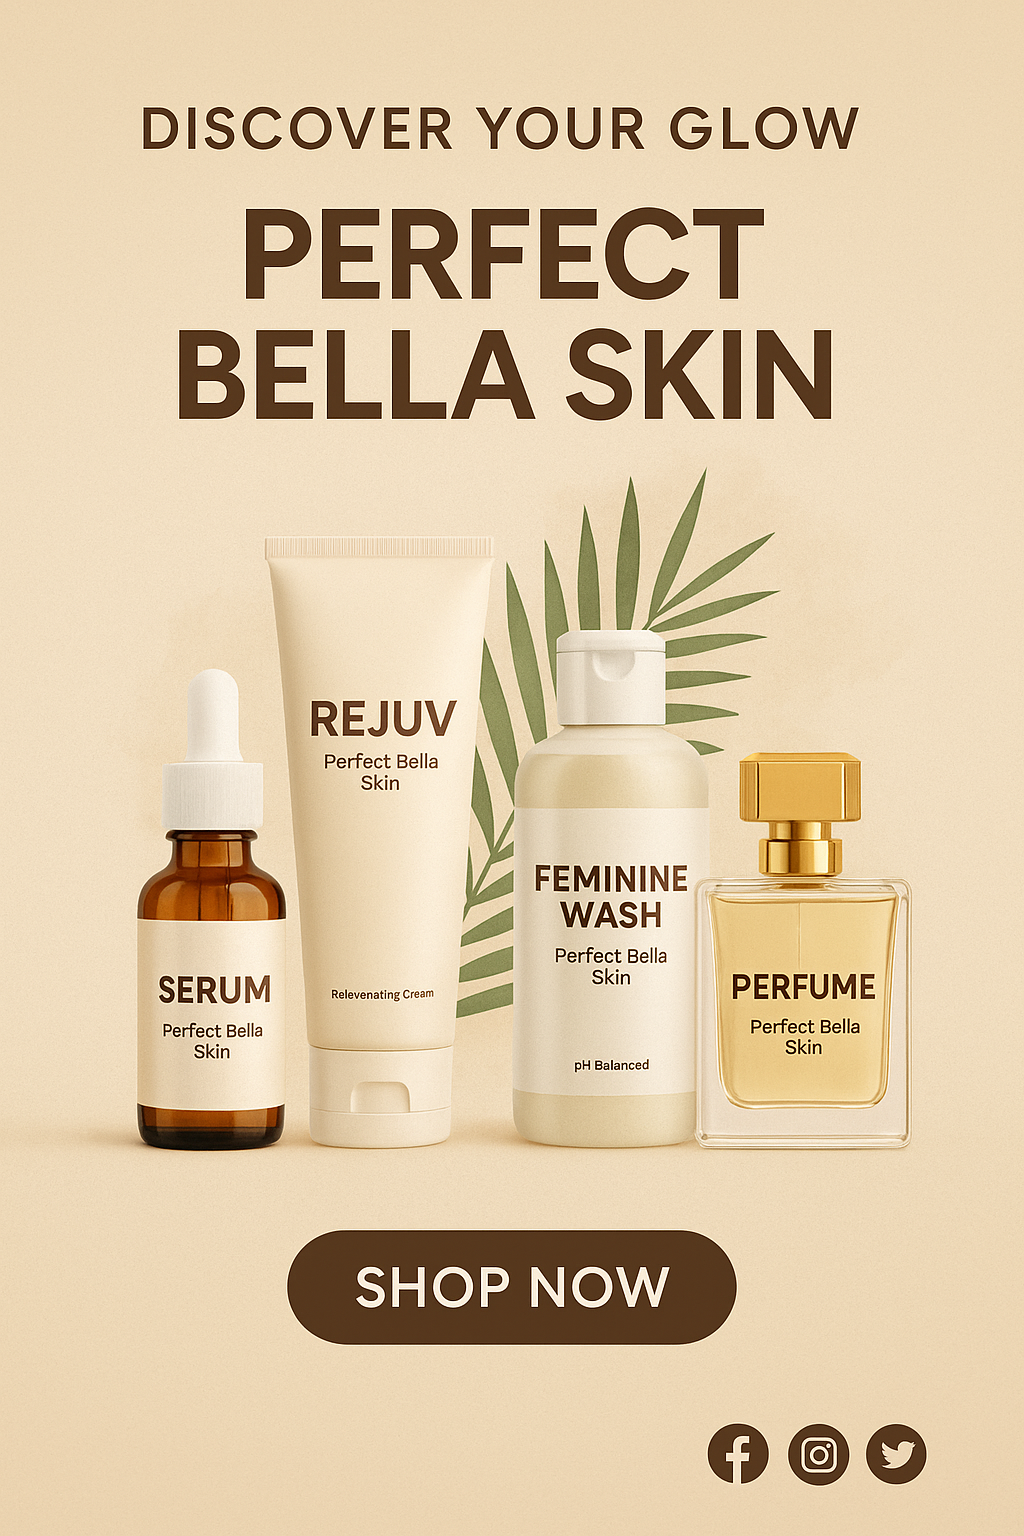 DISCOVER YOUR GLOW
PERFECT
BELLA SKIN
REJUV
Perfect Bella
Skin
Relevenating Cream
FEMININE
WASH
Perfect Bella
Skin
pH Balanced
SERUM
Perfect Bella
Skin
PERFUME
Perfect Bella
Skin
SHOP NOW